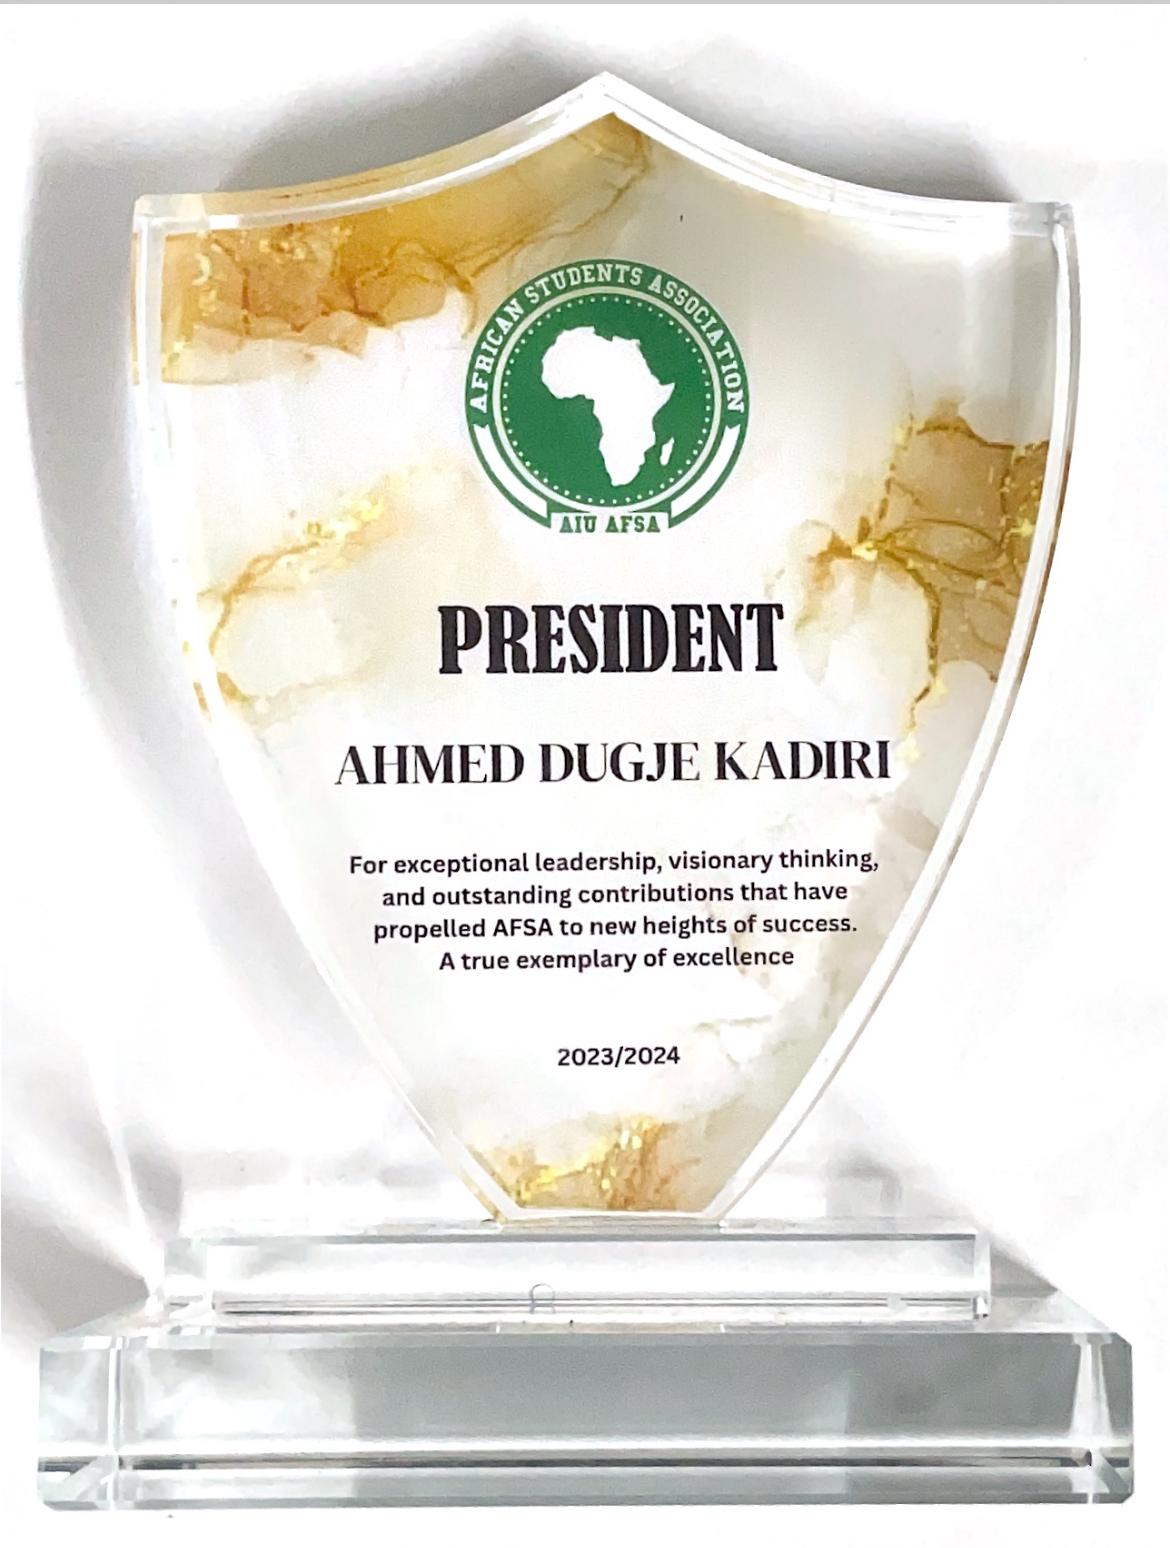 AFRICAN STUDENTS ASSOCIATION
AIU AFSA
PRESIDENT
AHMED DUGJE KADIRI
For exceptional leadership, visionary thinking,
and outstanding contributions that have
propelled AFSA to new heights of success.
A true exemplary of excellence
2023/2024